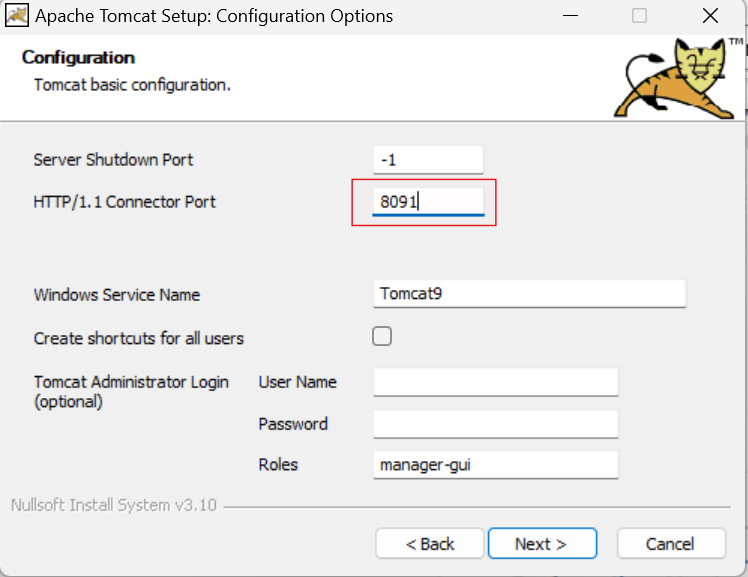 Apache Tomcat Setup: Configuration Options
Configuration
Tomcat basic configuration.
TM
Server Shutdown Port -1
HTTP/1.1 Connector Port 8091
Windows Service Name Tomcat9
Create shortcuts for all users
Tomcat Administrator Login User Name
(optional)
Password
Roles manager-gui
Nullsoft Install System v3.10
< Back Next > Cancel